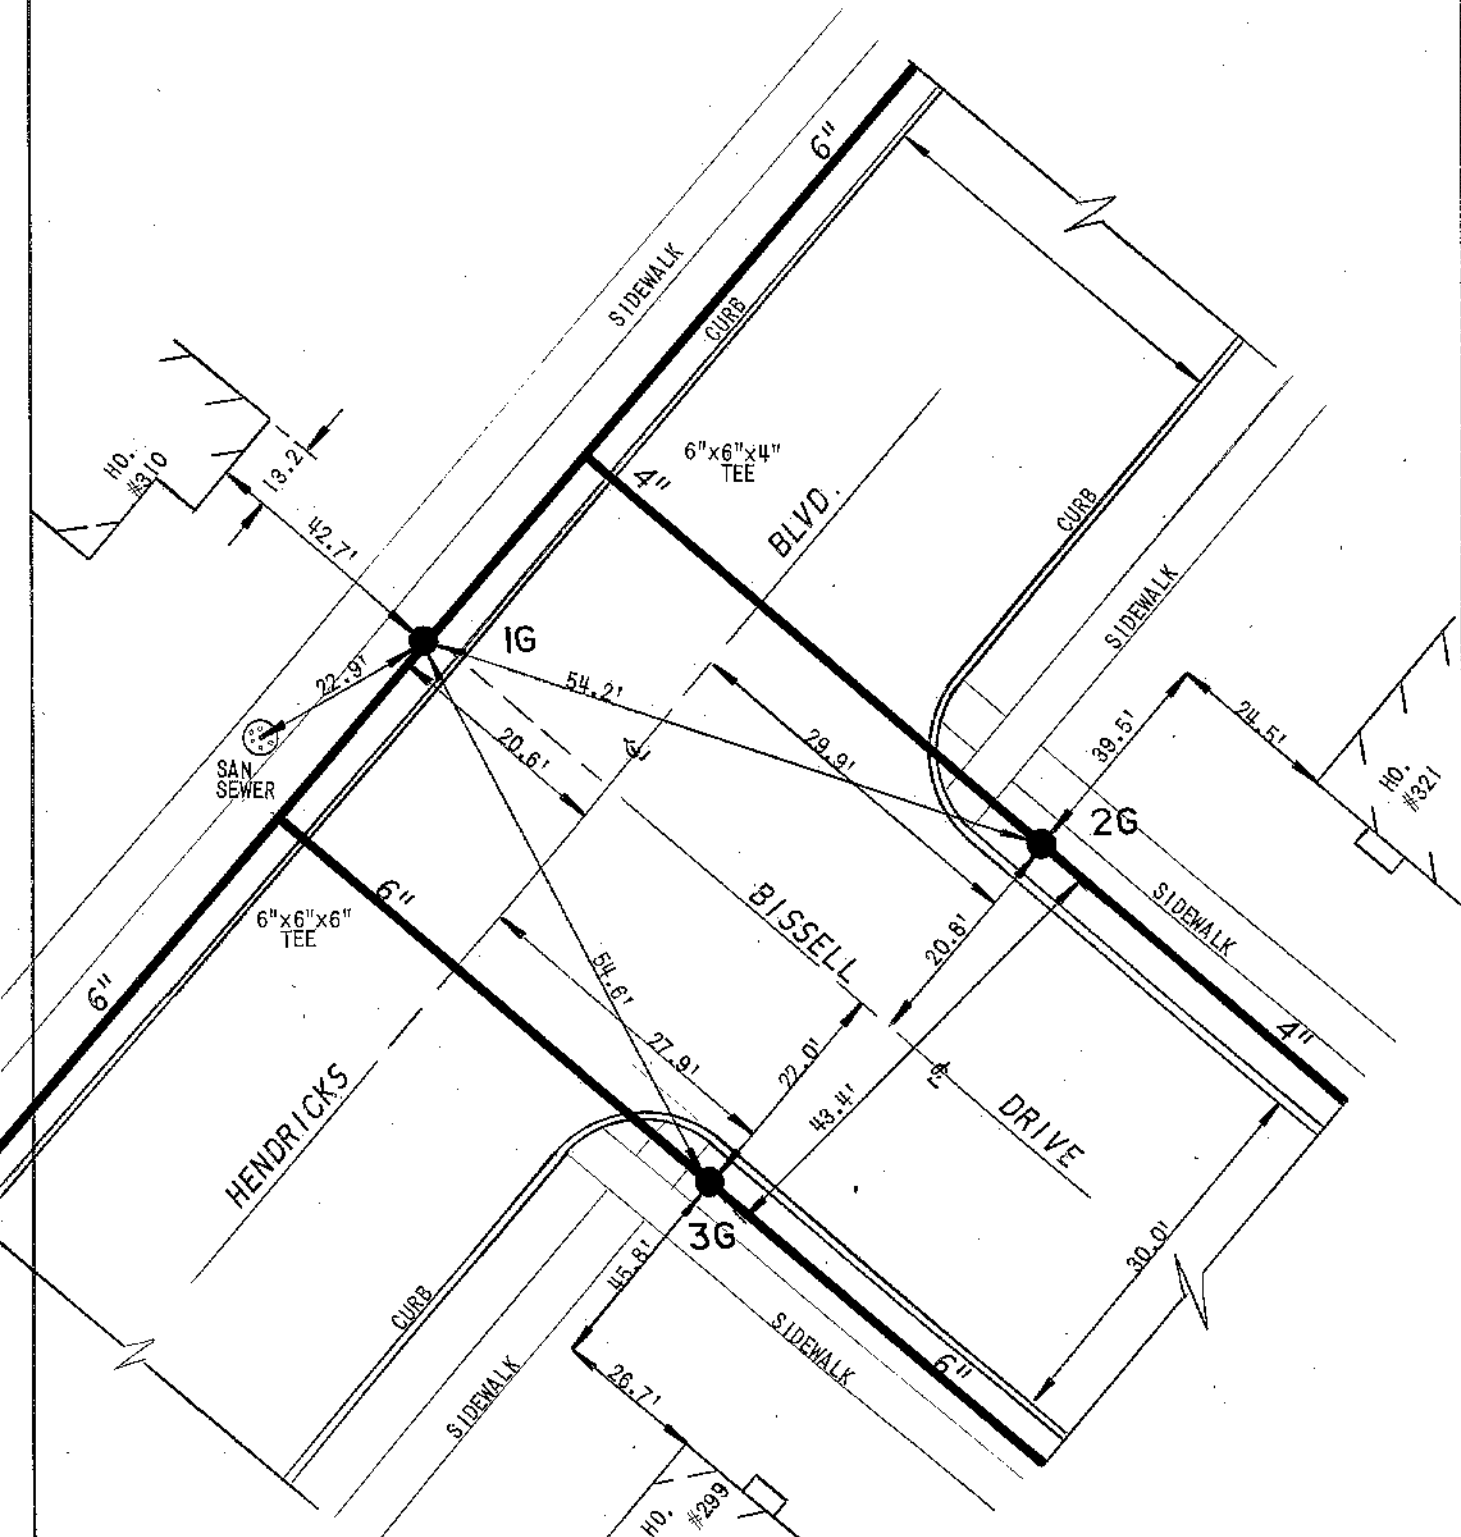 6"
SIDEWALK
CURB
HO.
#310
13.2
42.7'
6"x6"x4"
TEE
4"
BLVD.
CURB
SIDEWALK
1G
22.9'
54.2'
20.6'
29.9'
39.5'
24.5'
HO.
#321
SAN
SEWER
2G
6"
6"x6"x6"
TEE
BISSELL
20.8'
SIDEWALK
6"
54.6'
27.9'
22.0'
43.4'
4"
HENDRICKS
DRIVE
3G
45.8'
30.0'
CURB
SIDEWALK
SIDEWALK
6"
26.7'
HO.
#299